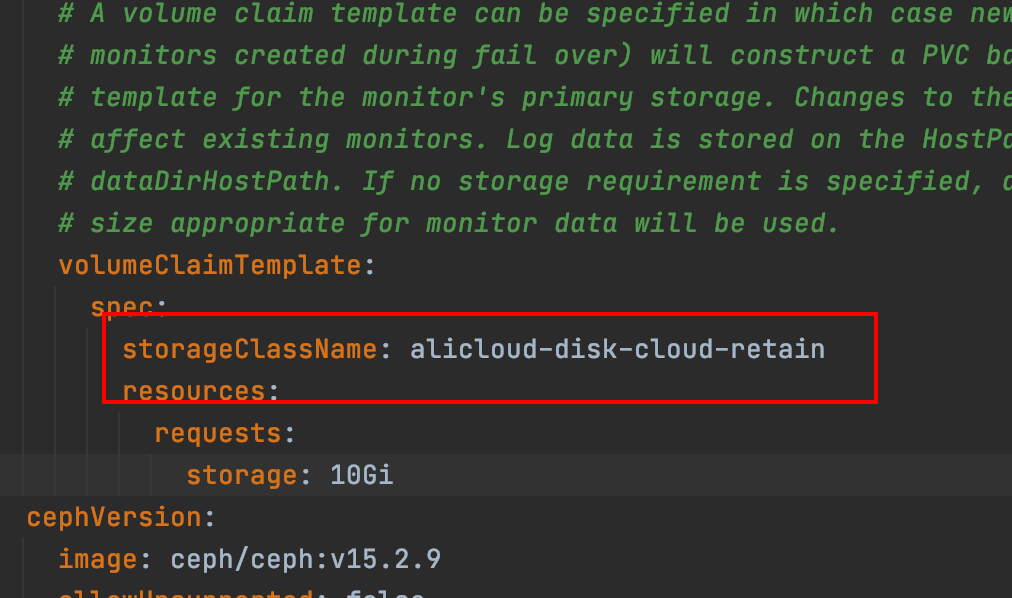 # A volume claim template can be specified in which case new
# monitors created during fail over) will construct a PVC ba
# template for the monitor's primary storage. Changes to the
# affect existing monitors. Log data is stored on the HostPa
# dataDirHostPath. If no storage requirement is specified,
# size appropriate for monitor data will be used.
volumeClaimTemplate:
spec:
storageClassName: alicloud-disk-cloud-retain
resources:
requests:
storage: 10Gi
cephVersion:
image: ceph/ceph:v15.2.9
allowUnsupported: false